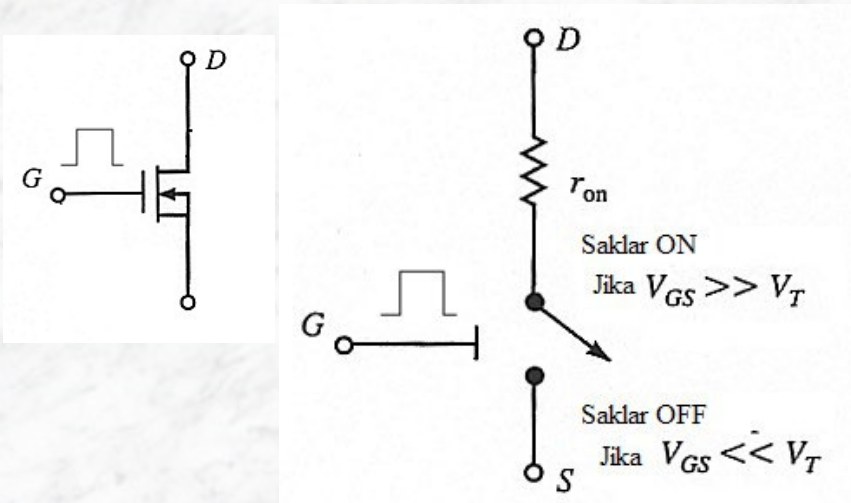 D
G
D
r_on
Saklar ON
Jika V_GS >> V_T
G
Saklar OFF
Jika V_GS << V_T
S